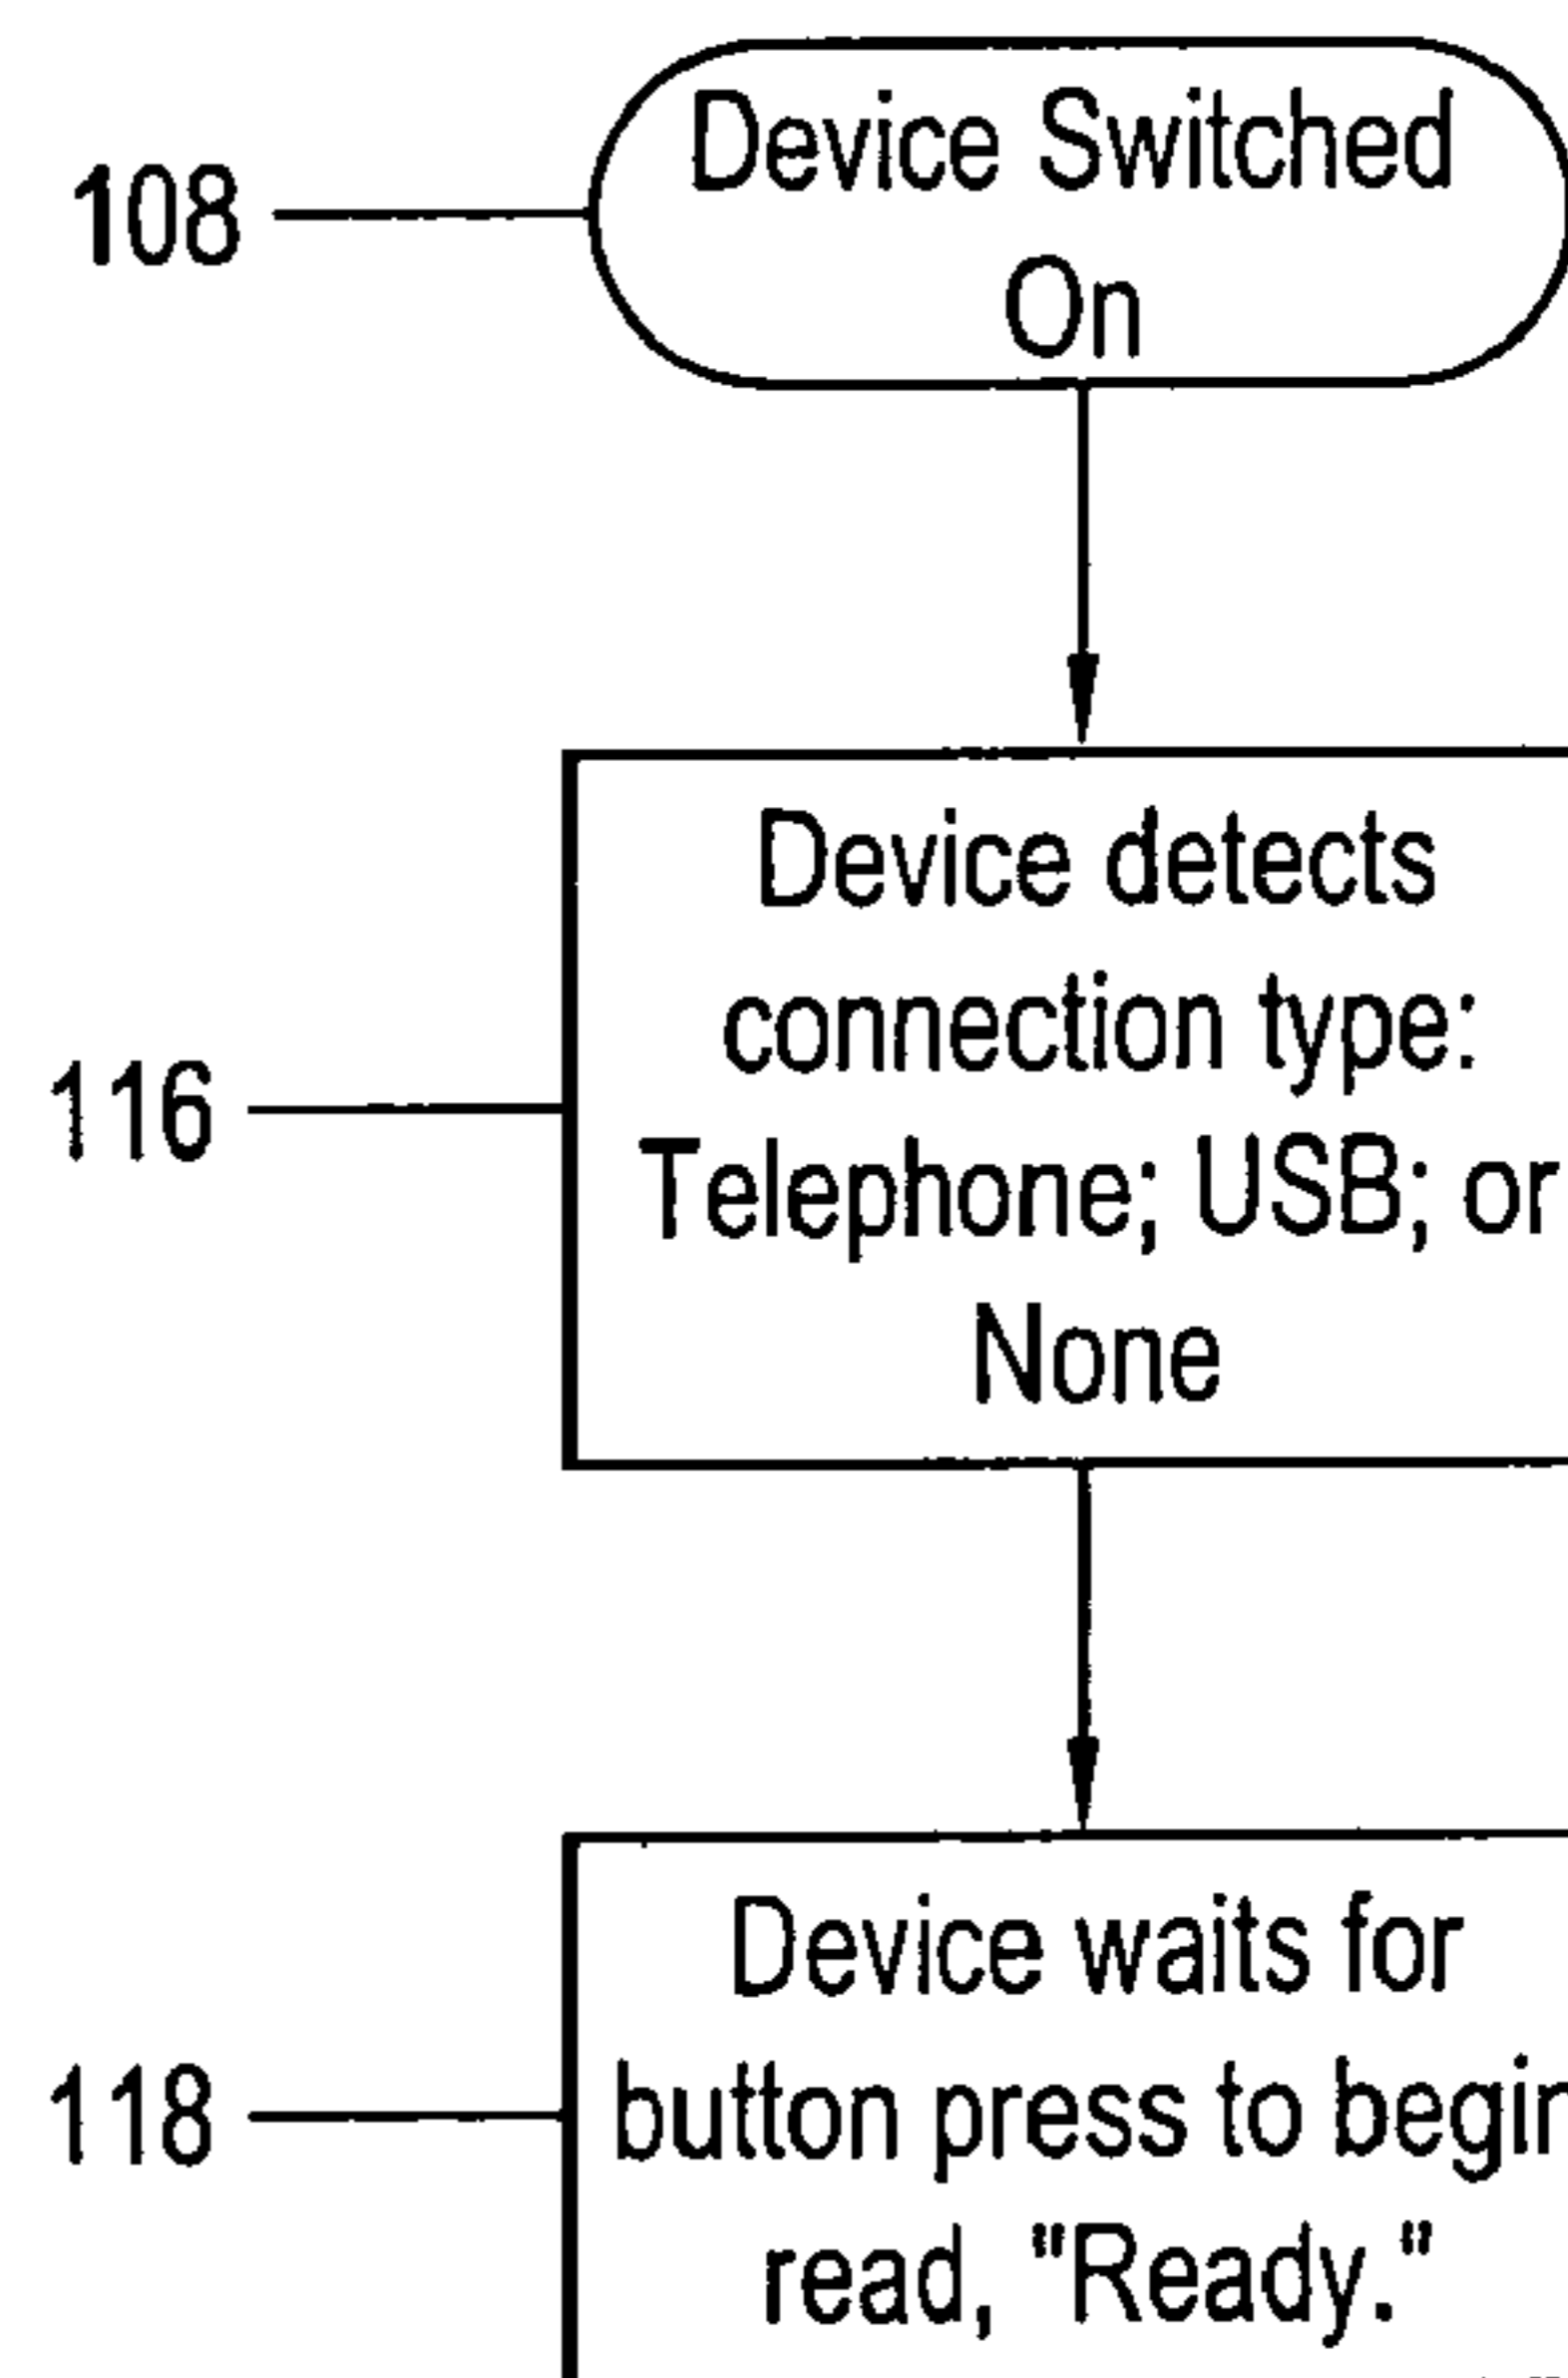 108
Device Switched
On
116
Device detects
connection type:
Telephone; USB; or
None
118
Device waits for
button press to begin
read, "Ready."